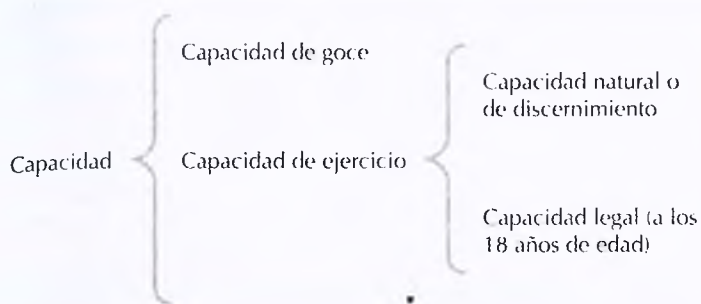 Capacidad de goce
Capacidad natural o
de discernimiento
Capacidad
Capacidad de ejercicio
Capacidad legal (a los
18 años de edad)